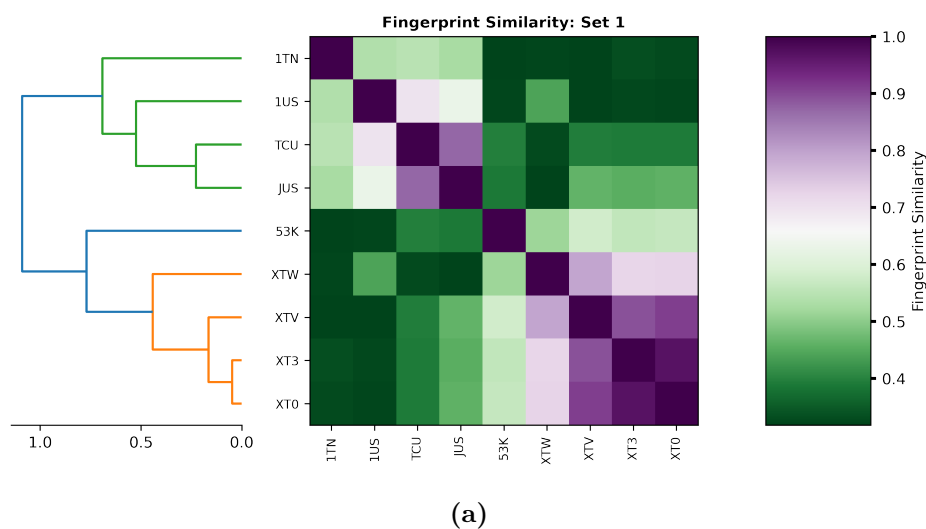 Fingerprint Similarity: Set 1
1TN
1US
TCU
JUS
53K
XTW
XTV
XT3
XT0
1TN
1US
TCU
JUS
53K
XTW
XTV
XT3
XT0
1.0
0.5
0.0
1.0
0.9
0.8
0.7
0.6
0.5
0.4
Fingerprint Similarity
(a)